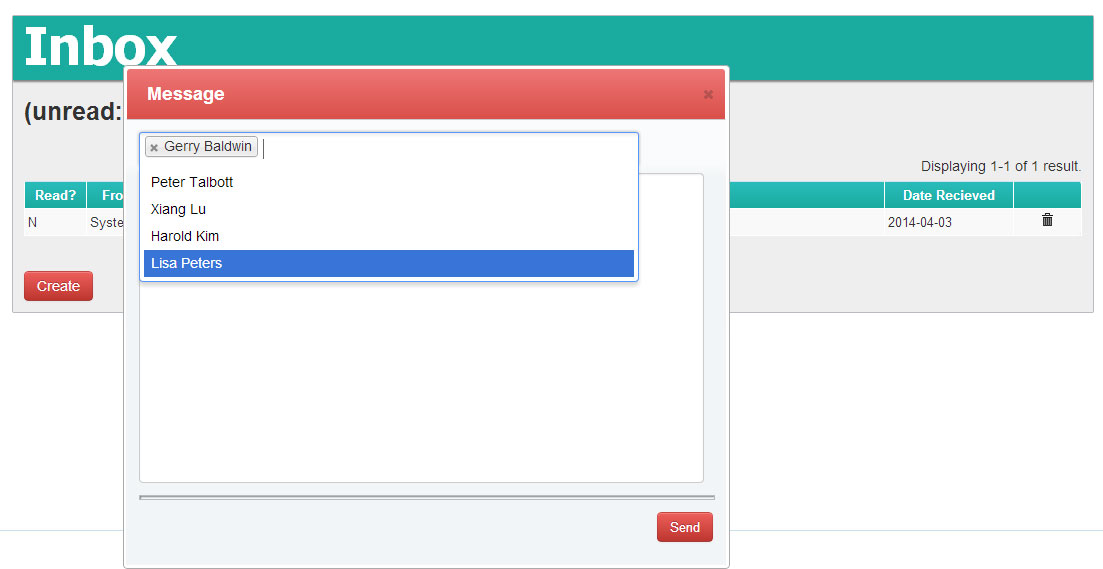 Inbox
Message
(unread:
Gerry Baldwin
Displaying 1-1 of 1 result.
Peter Talbott
Read? Fro Date Recieved
Xiang Lu
N Syste 2014-04-03
Harold Kim
Lisa Peters
Create
Send